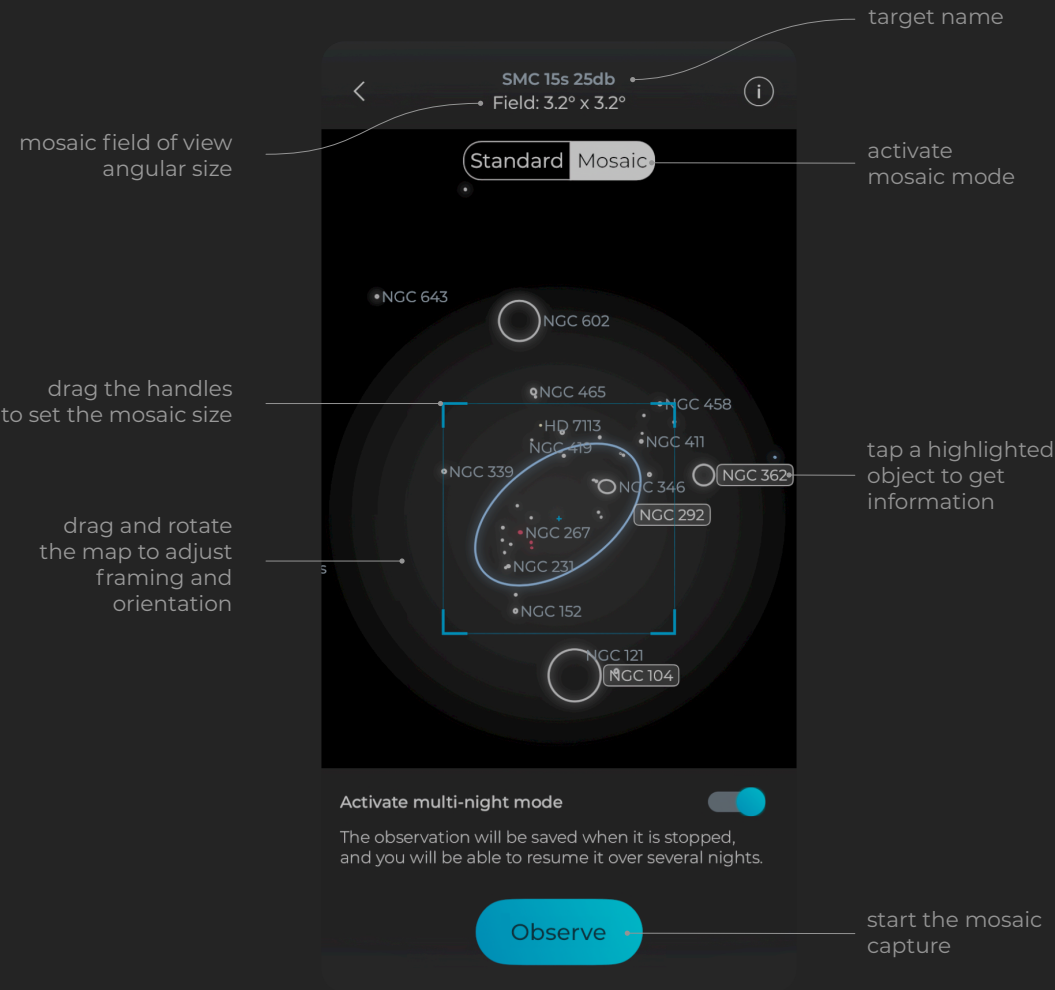 target name
SMC 15s 25db
Field: 3.2° x 3.2°
i
mosaic field of view
angular size
Standard
Mosaic
activate
mosaic mode
NGC 643
NGC 602
drag the handles
to set the mosaic size
NGC 465
NGC 458
HD 7113
NGC 419
NGC 411
NGC 339
NGC 362
NGC 346
tap a highlighted
object to get
information
NGC 292
drag and rotate
the map to adjust
framing and
orientation
NGC 267
NGC 231
s
NGC 152
NGC 121
NGC 104
Activate multi-night mode
The observation will be saved when it is stopped,
and you will be able to resume it over several nights.
Observe
start the mosaic
capture